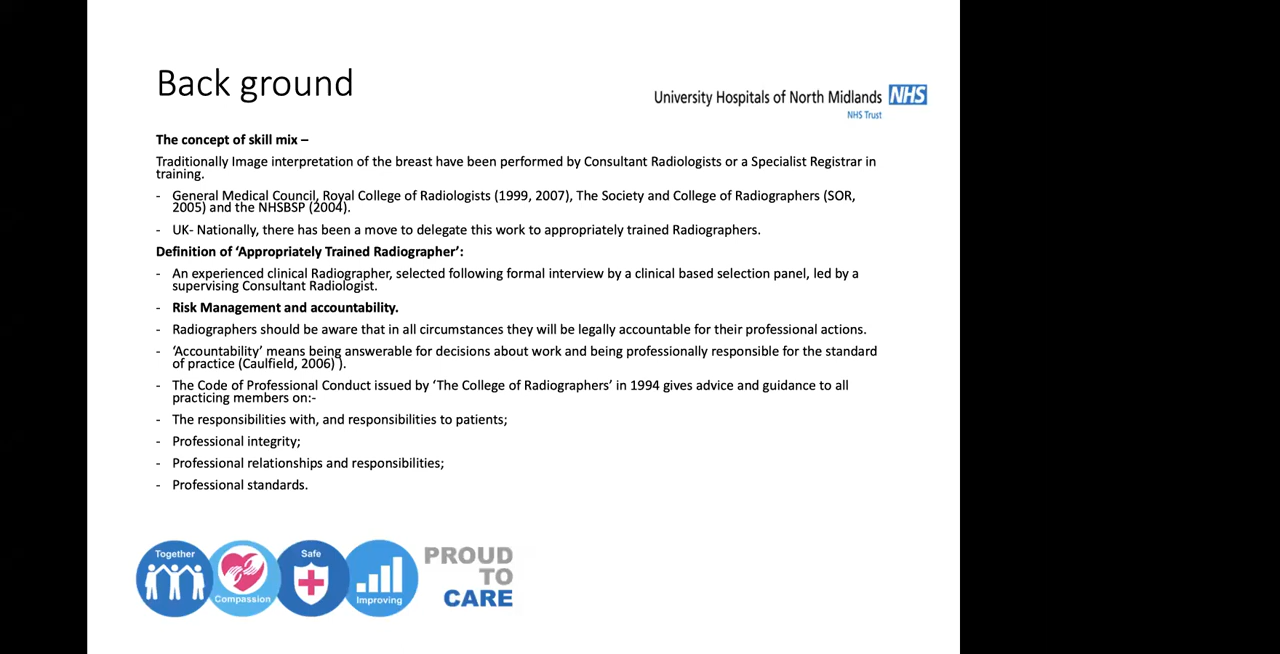 Back ground
University Hospitals of North Midlands NHS
NHS Trust
The concept of skill mix –
Traditionally Image interpretation of the breast have been performed by Consultant Radiologists or a Specialist Registrar in
training.
- General Medical Council, Royal College of Radiologists (1999, 2007), The Society and College of Radiographers (SOR,
2005) and the NHSBSP (2004).
- UK- Nationally, there has been a move to delegate this work to appropriately trained Radiographers.
Definition of ‘Appropriately Trained Radiographer’:
- An experienced clinical Radiographer, selected following formal interview by a clinical based selection panel, led by a
supervising Consultant Radiologist.
- Risk Management and accountability.
- Radiographers should be aware that in all circumstances they will be legally accountable for their professional actions.
- ‘Accountability’ means being answerable for decisions about work and being professionally responsible for the standard
of practice (Caulfield, 2006) ).
- The Code of Professional Conduct issued by ‘The College of Radiographers’ in 1994 gives advice and guidance to all
practicing members on:-
- The responsibilities with, and responsibilities to patients;
- Professional integrity;
- Professional relationships and responsibilities;
- Professional standards.
Together
Compassion
Safe
Improving
PROUD
TO
CARE